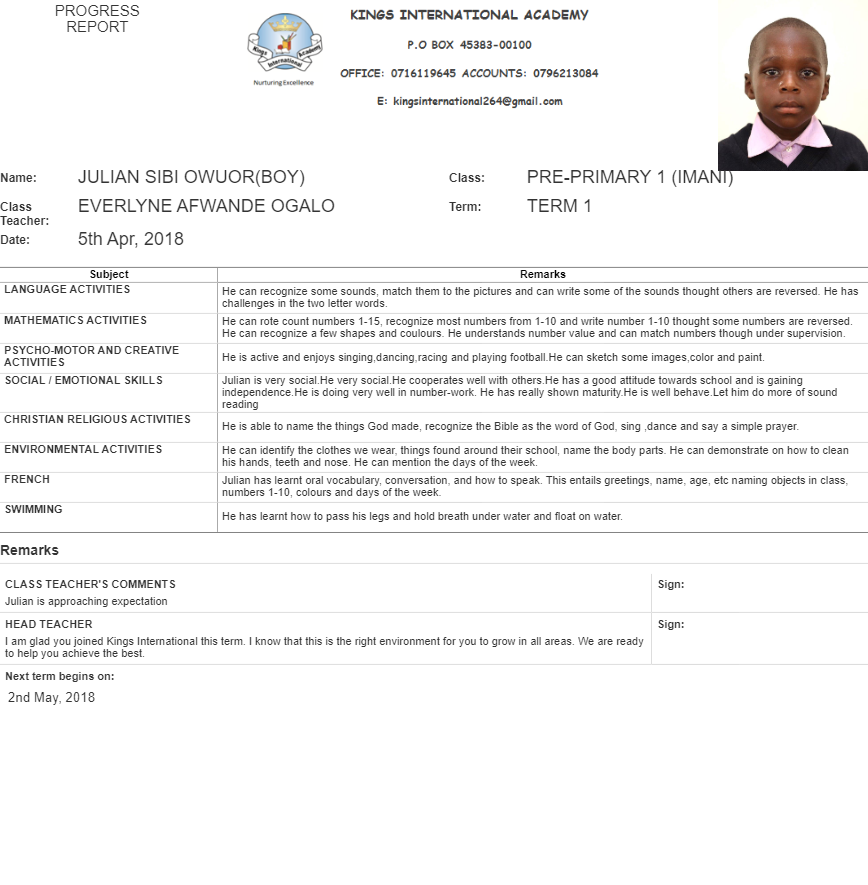 PROGRESS
REPORT
Kings Academy
International
Nurturing Excellence
KINGS INTERNATIONAL ACADEMY
P.O BOX 45383-00100
OFFICE: 0716119645 ACCOUNTS: 0796213084
E: kingsinternational264@gmail.com
Name: JULIAN SIBI OWUOR(BOY) Class: PRE-PRIMARY 1 (IMANI)
Class Teacher: EVERLYNE AFWANDE OGALO Term: TERM 1
Date: 5th Apr, 2018
Subject Remarks
LANGUAGE ACTIVITIES He can recognize some sounds, match them to the pictures and can write some of the sounds thought others are reversed. He has
challenges in the two letter words.
MATHEMATICS ACTIVITIES He can rote count numbers 1-15, recognize most numbers from 1-10 and write number 1-10 thought some numbers are reversed.
He can recognize a few shapes and coulours. He understands number value and can match numbers though under supervision.
PSYCHO-MOTOR AND CREATIVE
ACTIVITIES
He is active and enjoys singing,dancing,racing and playing football.He can sketch some images,color and paint.
SOCIAL / EMOTIONAL SKILLS Julian is very social.He very social.He cooperates well with others.He has a good attitude towards school and is gaining
independence.He is doing very well in number-work. He has really shown maturity.He is well behave.Let him do more of sound
reading
CHRISTIAN RELIGIOUS ACTIVITIES He is able to name the things God made, recognize the Bible as the word of God, sing ,dance and say a simple prayer.
ENVIRONMENTAL ACTIVITIES He can identify the clothes we wear, things found around their school, name the body parts. He can demonstrate on how to clean
his hands, teeth and nose. He can mention the days of the week.
FRENCH Julian has learnt oral vocabulary, conversation, and how to speak. This entails greetings, name, age, etc naming objects in class,
numbers 1-10, colours and days of the week.
SWIMMING He has learnt how to pass his legs and hold breath under water and float on water.
Remarks
CLASS TEACHER'S COMMENTS Sign:
Julian is approaching expectation
HEAD TEACHER Sign:
I am glad you joined Kings International this term. I know that this is the right environment for you to grow in all areas. We are ready
to help you achieve the best.
Next term begins on:
2nd May, 2018